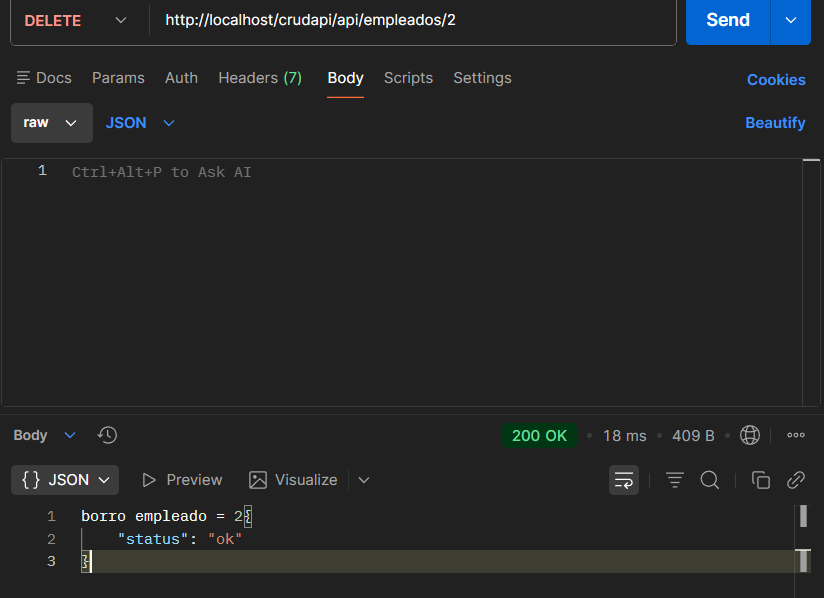 DELETE http://localhost/crudapi/api/empleados/2 Send
Docs Params Auth Headers (7) Body Scripts Settings Cookies
raw JSON Beautify
1 Ctrl+Alt+P to Ask AI
Body 200 OK • 18 ms • 409 B •
{} JSON Preview Visualize
1 borro empleado = 2{
2 "status": "ok"
3 }